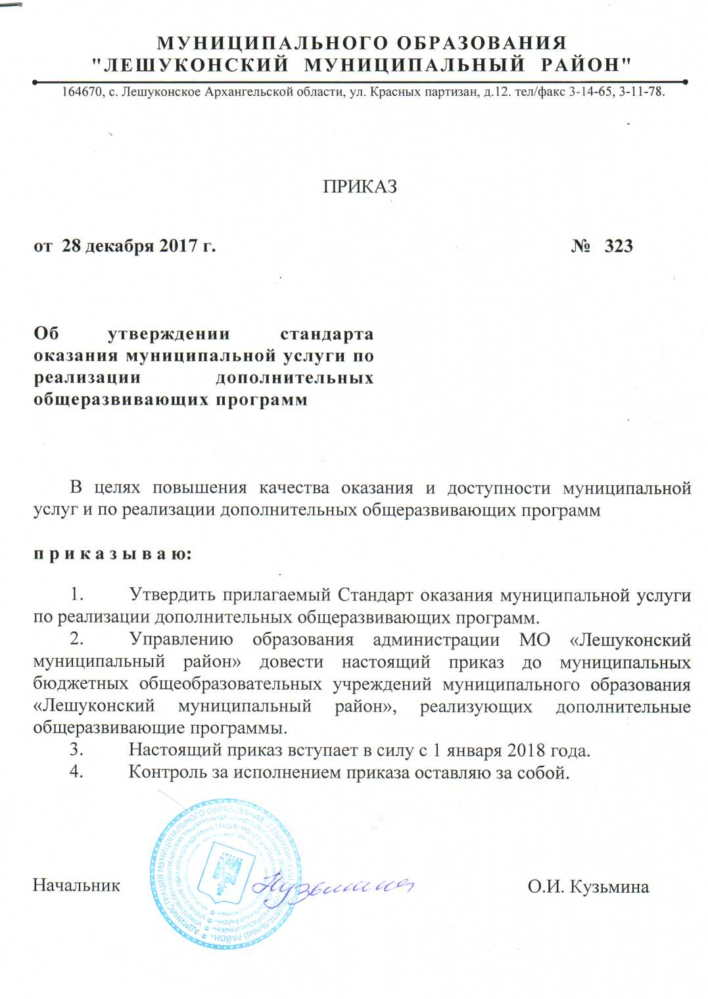 МУНИЦИПАЛЬНОГО ОБРАЗОВАНИЯ
"ЛЕШУКОНСКИЙ МУНИЦИПАЛЬНЫЙ РАЙОН"
164670, с. Лешуконское Архангельской области, ул. Красных партизан, д.12. тел/факс 3-14-65, 3-11-78.
ПРИКАЗ
от 28 декабря 2017 г. № 323
Об утверждении стандарта
оказания муниципальной услуги по
реализации дополнительных
общеразвивающих программ
В целях повышения качества оказания и доступности муниципальной
услуг и по реализации дополнительных общеразвивающих программ
п р и к а з ы в а ю:
1. Утвердить прилагаемый Стандарт оказания муниципальной услуги
по реализации дополнительных общеразвивающих программ.
2. Управлению образования администрации МО «Лешуконский
муниципальный район» довести настоящий приказ до муниципальных
бюджетных общеобразовательных учреждений муниципального образования
«Лешуконский муниципальный район», реализующих дополнительные
общеразвивающие программы.
3. Настоящий приказ вступает в силу с 1 января 2018 года.
4. Контроль за исполнением приказа оставляю за собой.
АДМИНИСТРАЦИЯ МУНИЦИПАЛЬНОГО ОБРАЗОВАНИЯ
Начальник Кузьмина О.И. Кузьмина